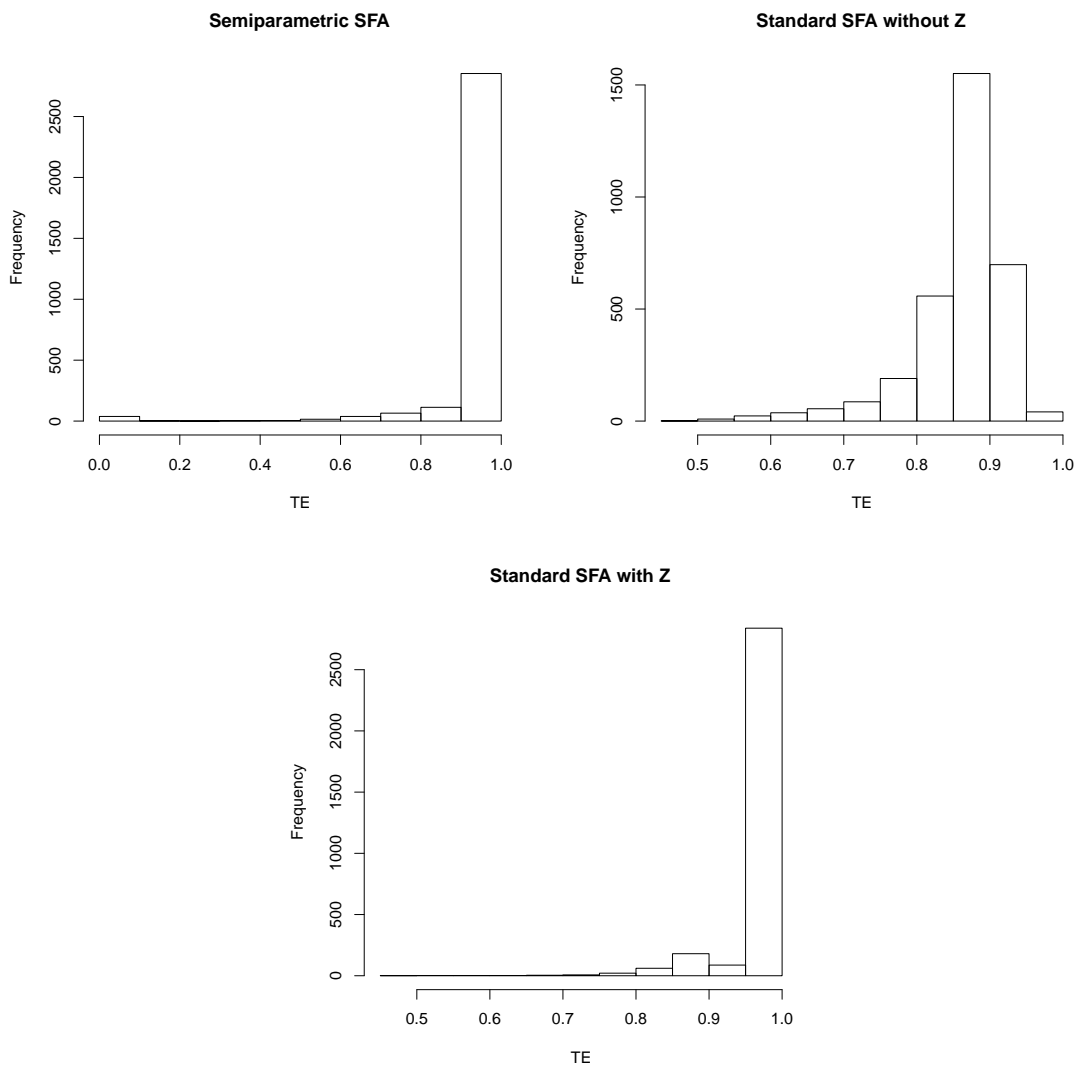 Semiparametric SFA
Frequency
2500
2000
1500
1000
500
0
0.0 0.2 0.4 0.6 0.8 1.0
TE
Standard SFA without Z
Frequency
1500
1000
500
0
0.5 0.6 0.7 0.8 0.9 1.0
TE
Standard SFA with Z
Frequency
2500
2000
1500
1000
500
0
0.5 0.6 0.7 0.8 0.9 1.0
TE